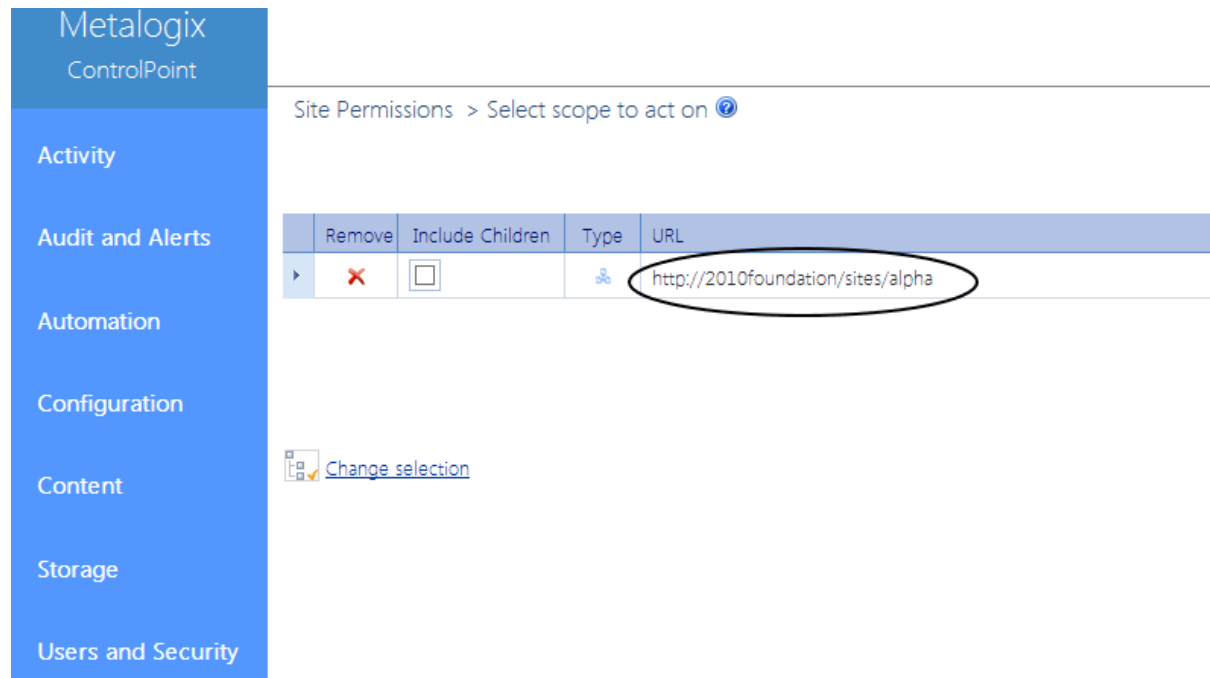 Metalogix
ControlPoint
Site Permissions > Select scope to act on
Activity
Audit and Alerts
Automation
Configuration
Content
Storage
Users and Security
Remove Include Children Type URL
http://2010foundation/sites/alpha
Change selection